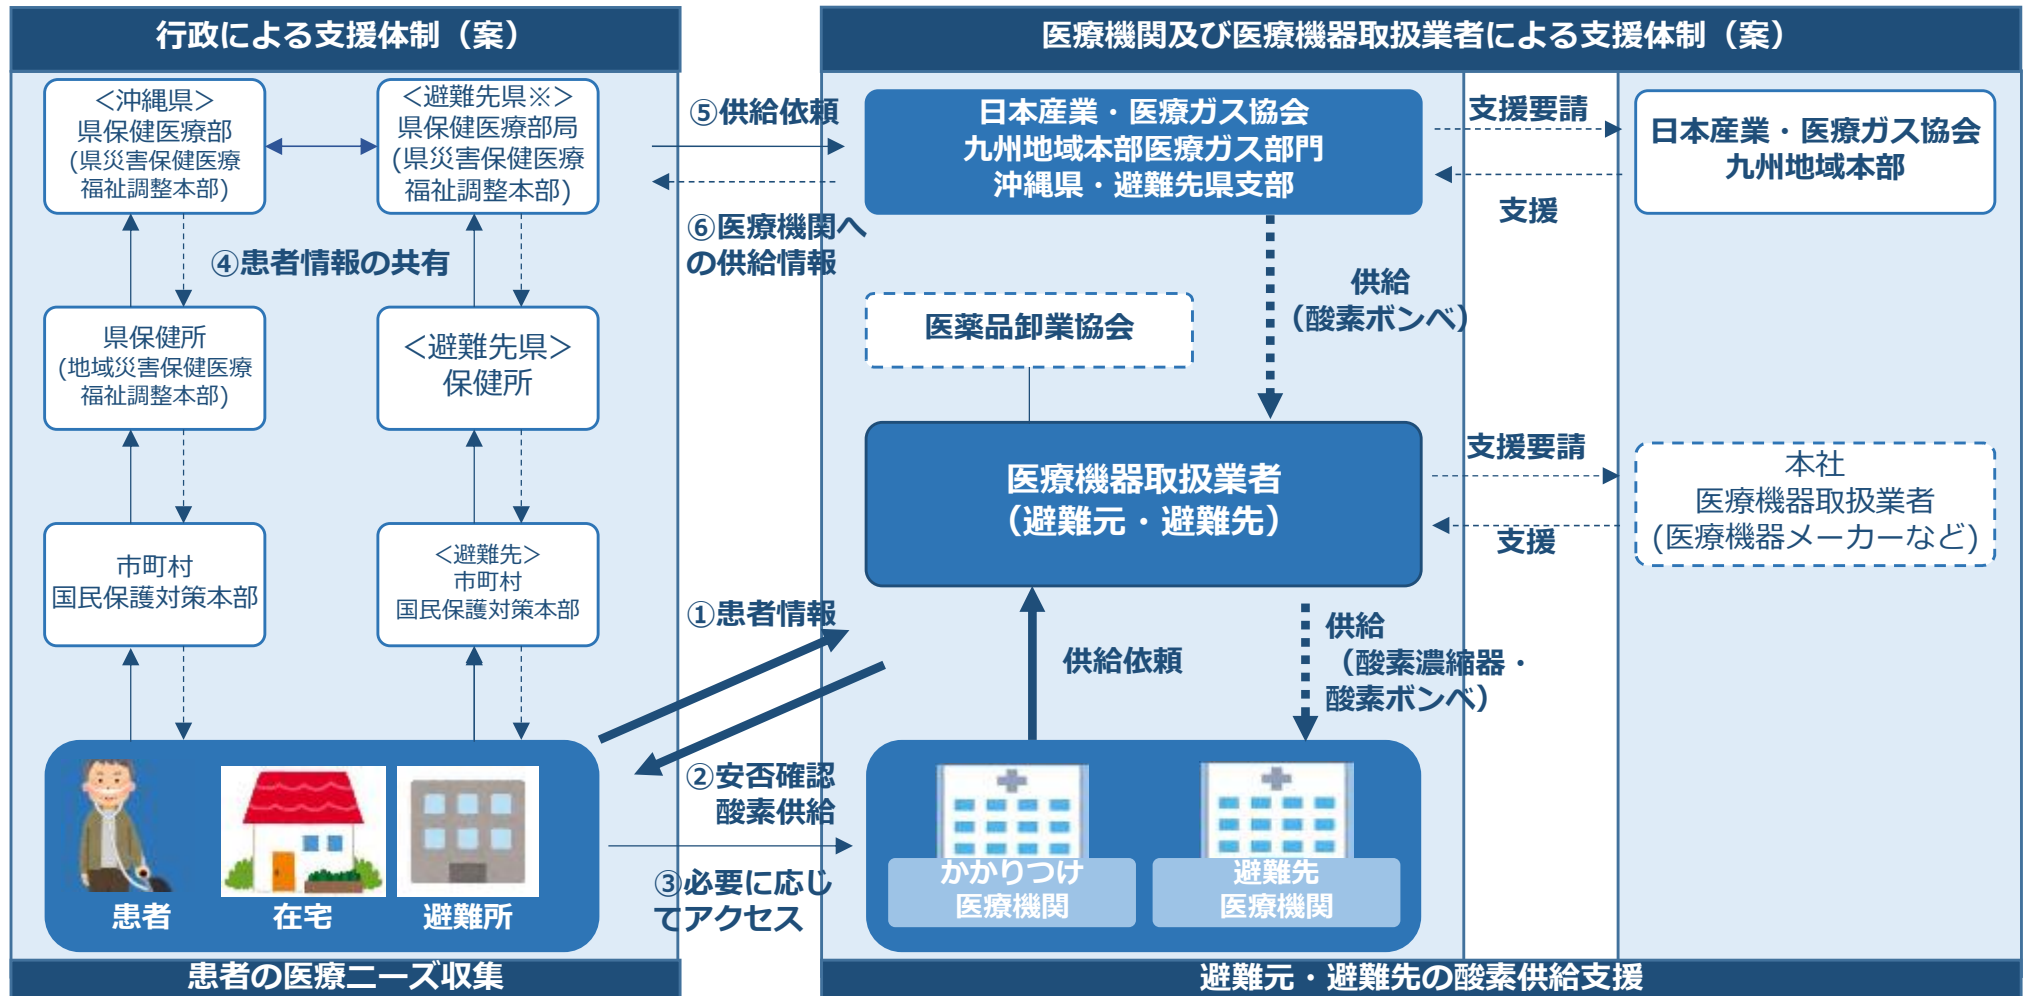 行政による支援体制（案）
医療機関及び医療機器取扱業者による支援体制（案）
＜沖縄県＞
県保健医療部
(県災害保健医療
福祉調整本部)
＜避難先県※＞
県保健医療部局
(県災害保健医療
福祉調整本部)
④患者情報の共有
県保健所
(地域災害保健医療
福祉調整本部)
＜避難先県＞
保健所
市町村
国民保護対策本部
＜避難先＞
市町村
国民保護対策本部
患者
在宅
避難所
患者の医療ニーズ収集
⑤供給依頼
⑥医療機関へ
の供給情報
①患者情報
②安否確認
酸素供給
③必要に応じ
てアクセス
日本産業・医療ガス協会
九州地域本部医療ガス部門
沖縄県・避難先県支部
供給
（酸素ボンベ）
医薬品卸業協会
医療機器取扱業者
（避難元・避難先）
供給依頼
供給
（酸素濃縮器・
酸素ボンベ）
かかりつけ
医療機関
避難先
医療機関
支援要請
支援
日本産業・医療ガス協会
九州地域本部
支援要請
支援
本社
医療機器取扱業者
(医療機器メーカーなど)
避難元・避難先の酸素供給支援